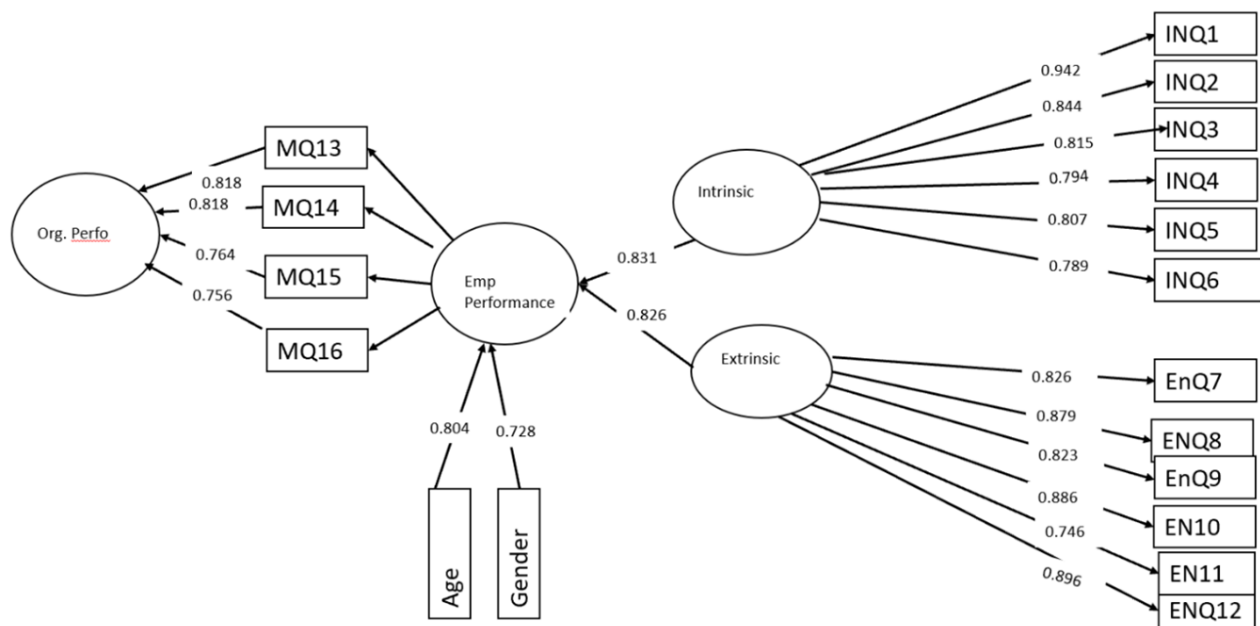 INQ1
0.942
INQ2
0.844
INQ3
0.815
INQ4
0.794
INQ5
0.807
INQ6
0.789
Intrinsic
MQ13
0.818
MQ14
0.818
MQ15
0.764
MQ16
0.756
Org. Perfo
Emp
Performance
0.831
0.826
Extrinsic
EnQ7
0.826
ENQ8
0.879
EnQ9
0.823
EN10
0.886
EN11
0.746
ENQ12
0.896
0.804
0.728
Age
Gender